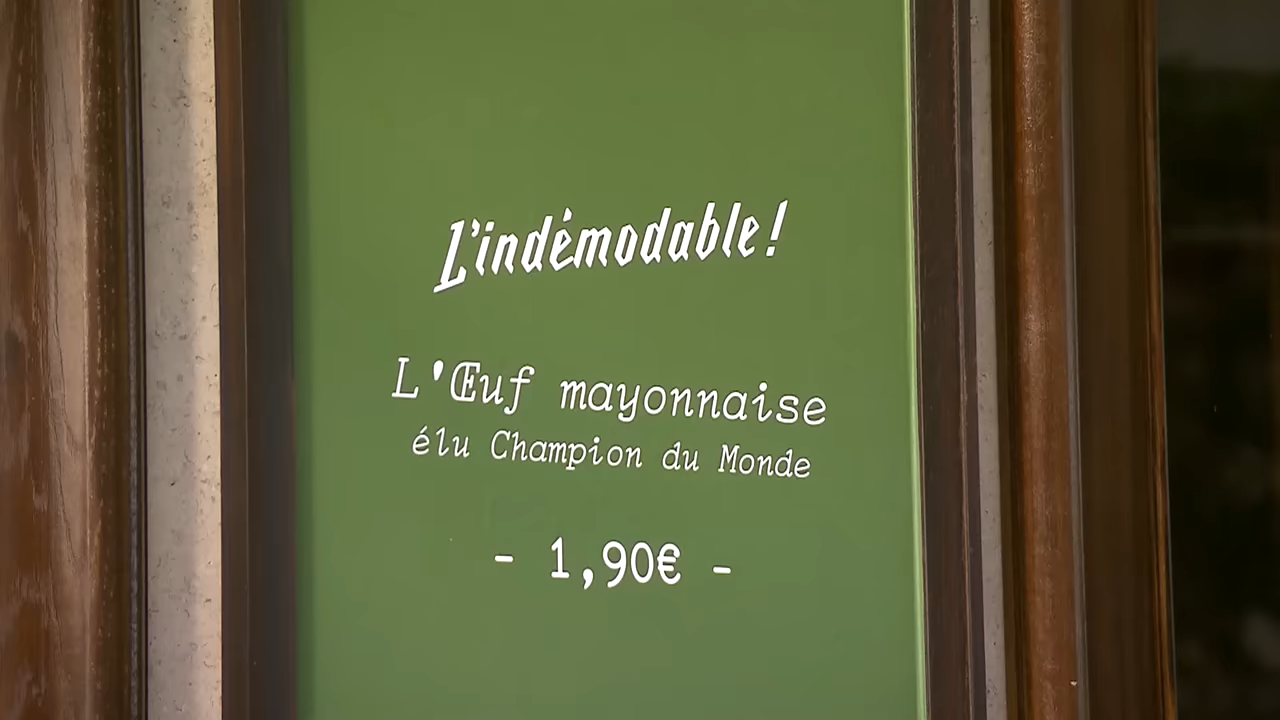 L'indémodable!
L'Œuf mayonnaise
élu Champion du Monde
- 1,90€ -